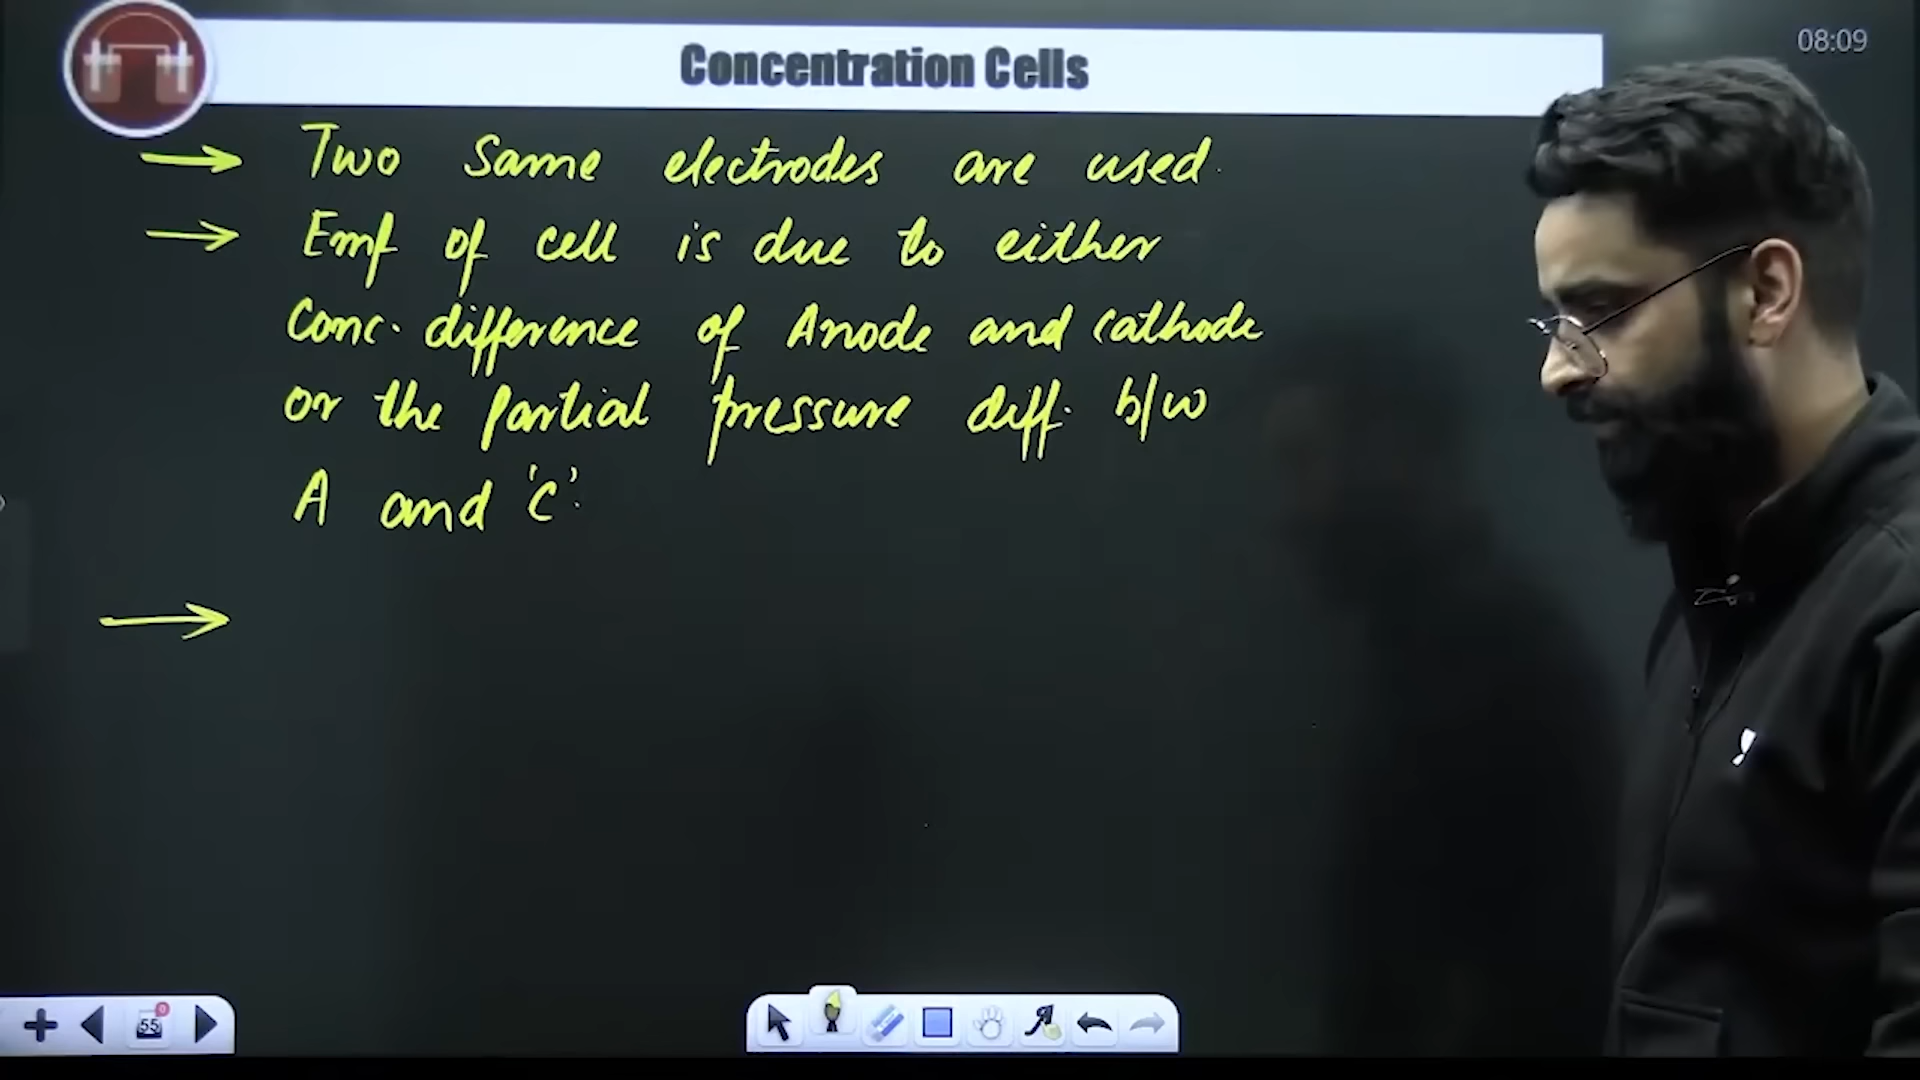 Concentration Cells
08:09
→ Two same electrodes are used.
→ Emf of cell is due to either
Conc. difference of Anode and cathode
or the partial pressure diff. b/w
A and 'C'.
→
55
0